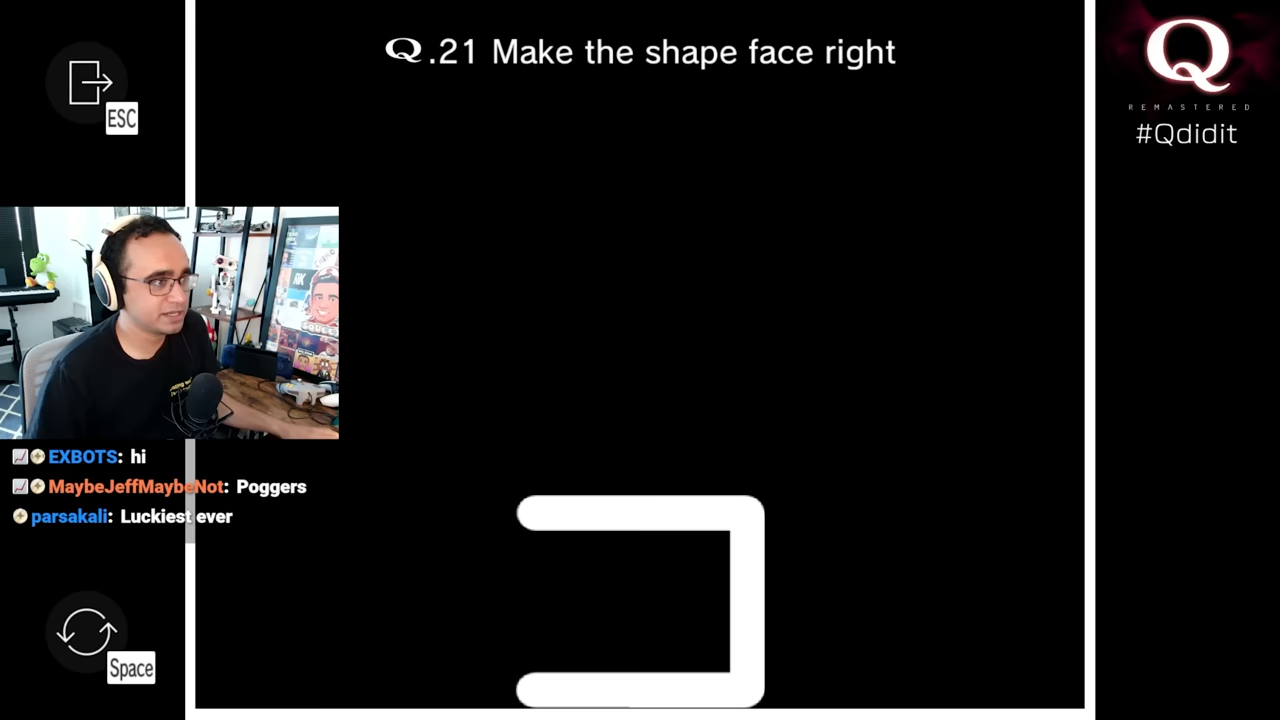 Q.21 Make the shape face right
ESC
Q
REMASTERED
#Qdidit
EXBOTS: hi
MaybeJeffMaybeNot: Poggers
parsakali: Luckiest ever
Space